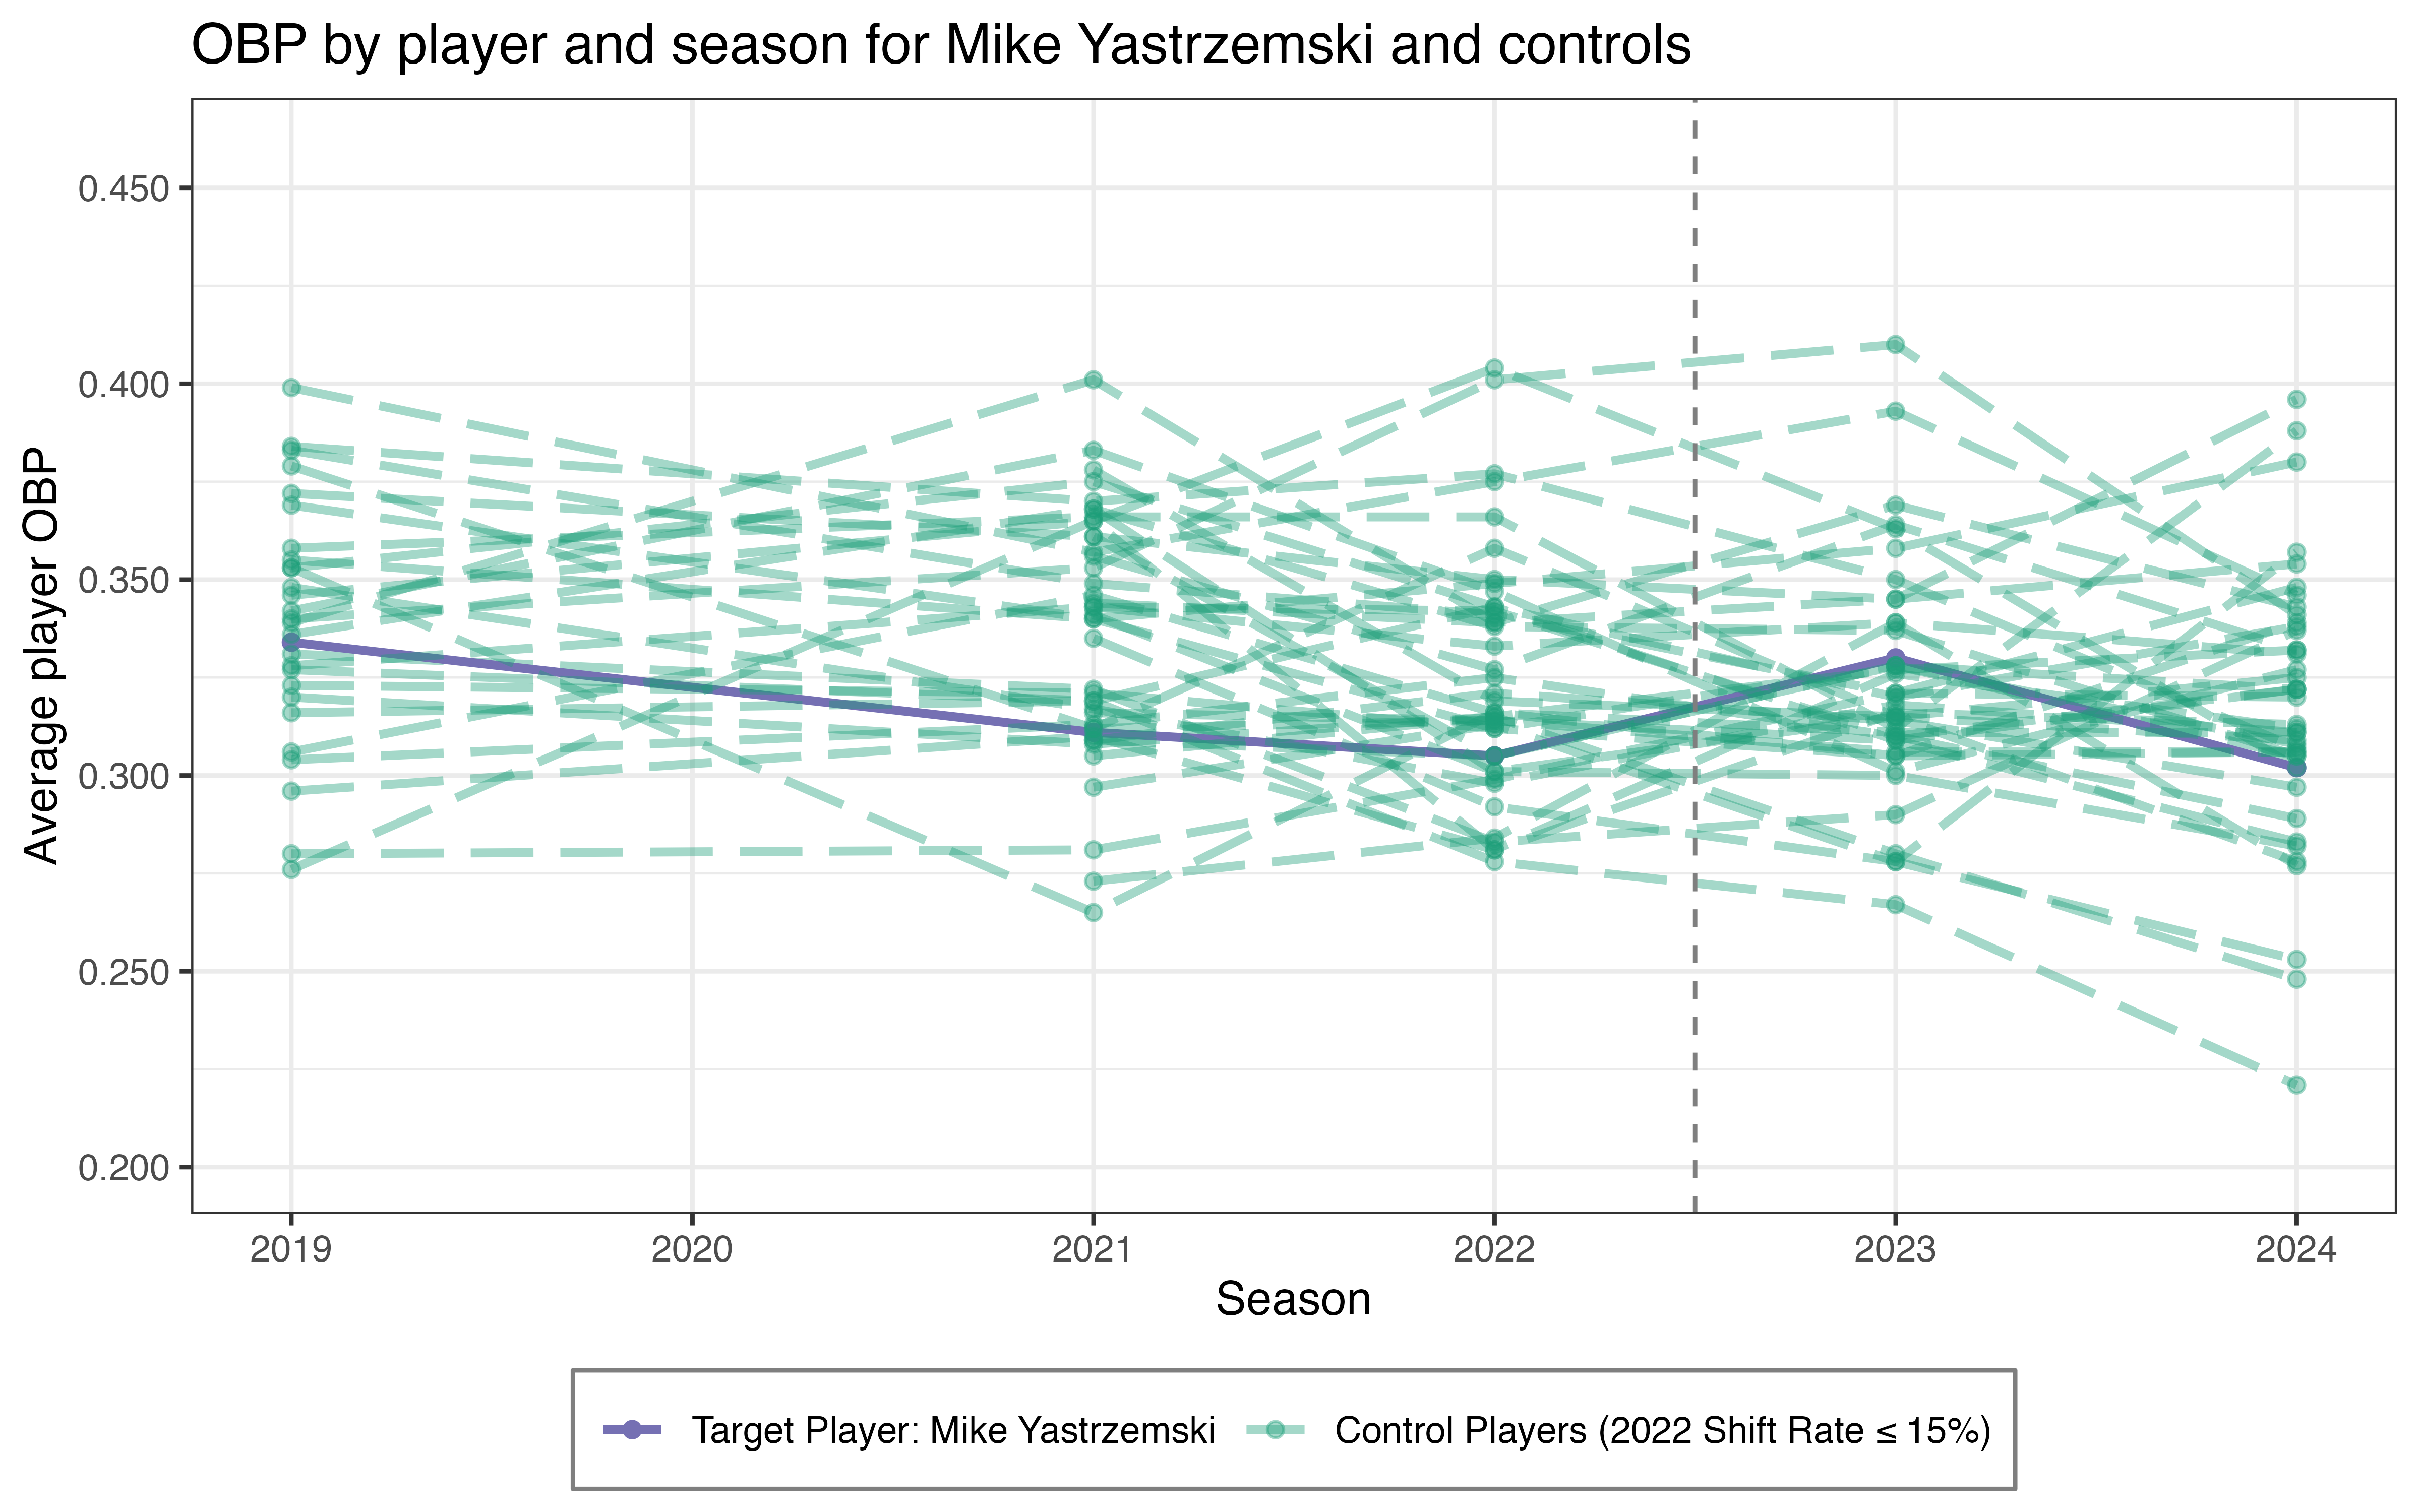 OBP by player and season for Mike Yastrzemski and controls
Average player OBP
0.450
0.400
0.350
0.300
0.250
0.200
2019 2020 2021 2022 2023 2024
Season
Target Player: Mike Yastrzemski Control Players (2022 Shift Rate ≤ 15%)